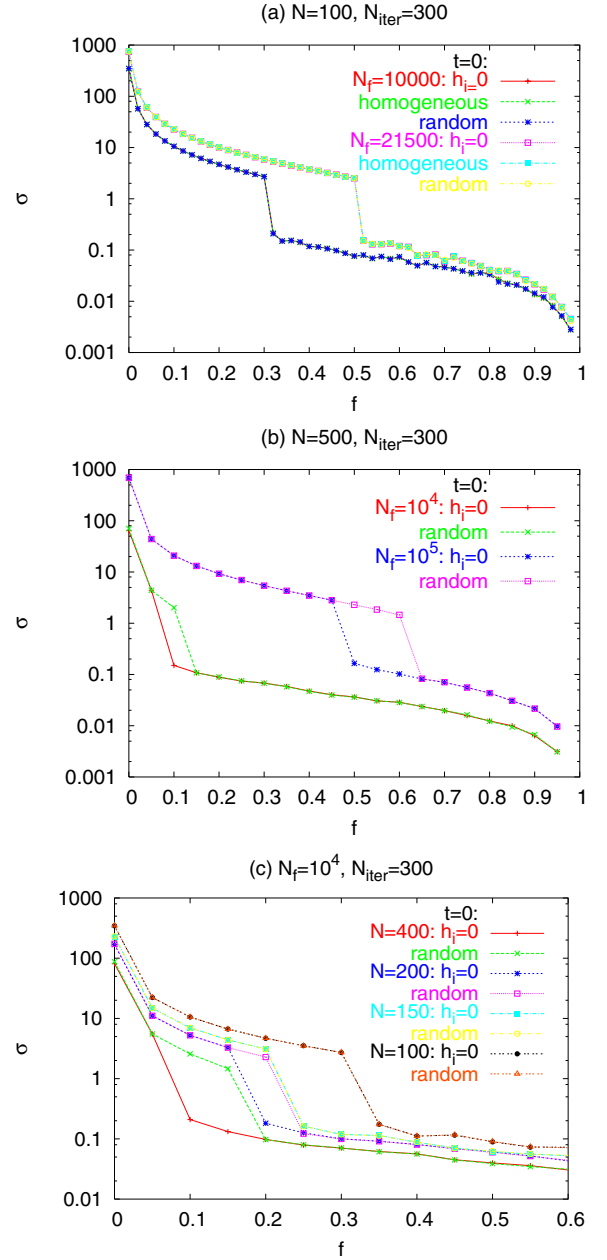 (a) N=100, N_iter=300
1000
100
10
1
0.1
0.01
0.001
σ
t=0:
N_f=10000: h_i=0
homogeneous
random
N_f=21500: h_i=0
homogeneous
random
0 0.1 0.2 0.3 0.4 0.5 0.6 0.7 0.8 0.9 1
f
(b) N=500, N_iter=300
1000
100
10
1
0.1
0.01
0.001
σ
t=0:
N_f=10^4: h_i=0
random
N_f=10^5: h_i=0
random
0 0.1 0.2 0.3 0.4 0.5 0.6 0.7 0.8 0.9 1
f
(c) N_f=10^4, N_iter=300
1000
100
10
1
0.1
0.01
σ
t=0:
N=400: h_i=0
random
N=200: h_i=0
random
N=150: h_i=0
random
N=100: h_i=0
random
0 0.1 0.2 0.3 0.4 0.5 0.6
f